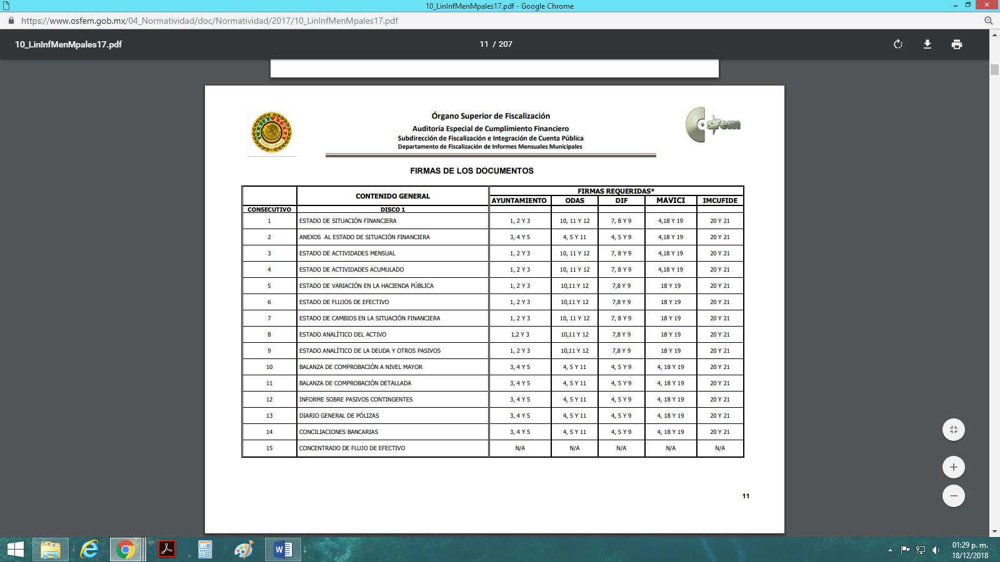 10_LinInfMenMpales17.pdf - Google Chrome
https://www.osfem.gob.mx/04_Normatividad/doc/Normatividad/2017/10_LinInfMenMpales17.pdf
10_LinInfMenMpales17.pdf 11 / 207
Órgano Superior de Fiscalización
Auditoría Especial de Cumplimiento Financiero
Subdirección de Fiscalización e Integración de Cuenta Pública
Departamento de Fiscalización de Informes Mensuales Municipales
osfem
FIRMAS DE LOS DOCUMENTOS
CONTENIDO GENERAL FIRMAS REQUERIDAS*
AYUNTAMIENTO ODAS DIF MAVICI IMCUFIDE
CONSECUTIVO DISCO 1
1 ESTADO DE SITUACIÓN FINANCIERA 1, 2 Y 3 10, 11 Y 12 7, 8 Y 9 4,18 Y 19 20 Y 21
2 ANEXOS AL ESTADO DE SITUACIÓN FINANCIERA 3, 4 Y 5 4, 5 Y 11 4, 5 Y 9 4,18 Y 19 20 Y 21
3 ESTADO DE ACTIVIDADES MENSUAL 1, 2 Y 3 10, 11 Y 12 7, 8 Y 9 4,18 Y 19 20 Y 21
4 ESTADO DE ACTIVIDADES ACUMULADO 1, 2 Y 3 10, 11 Y 12 7, 8 Y 9 4,18 Y 19 20 Y 21
5 ESTADO DE VARIACIÓN EN LA HACIENDA PÚBLICA 1, 2 Y 3 10,11 Y 12 7,8 Y 9 18 Y 19 20 Y 21
6 ESTADO DE FLUJOS DE EFECTIVO 1, 2 Y 3 10,11 Y 12 7,8 Y 9 18 Y 19 20 Y 21
7 ESTADO DE CAMBIOS EN LA SITUACIÓN FINANCIERA 1, 2 Y 3 10, 11 Y 12 7, 8 Y 9 18 Y 19 20 Y 21
8 ESTADO ANALÍTICO DEL ACTIVO 1,2 Y 3 10,11 Y 12 7,8 Y 9 18 Y 19 20 Y 21
9 ESTADO ANALÍTICO DE LA DEUDA Y OTROS PASIVOS 1, 2 Y 3 10,11 Y 12 7,8 Y 9 18 Y 19 20 Y 21
10 BALANZA DE COMPROBACIÓN A NIVEL MAYOR 3, 4 Y 5 4, 5 Y 11 4, 5 Y 9 4, 18 Y 19 20 Y 21
11 BALANZA DE COMPROBACIÓN DETALLADA 3, 4 Y 5 4, 5 Y 11 4, 5 Y 9 4, 18 Y 19 20 Y 21
12 INFORME SOBRE PASIVOS CONTINGENTES 3, 4 Y 5 4, 5 Y 11 4, 5 Y 9 4, 18 Y 19 20 Y 21
13 DIARIO GENERAL DE PÓLIZAS 3, 4 Y 5 4, 5 Y 11 4, 5 Y 9 4, 18 Y 19 20 Y 21
14 CONCILIACIONES BANCARIAS 3, 4 Y 5 4, 5 Y 11 4, 5 Y 9 4, 18 Y 19 20 Y 21
15 CONCENTRADO DE FLUJO DE EFECTIVO N/A N/A N/A N/A N/A
11
01:29 p. m.
18/12/2018